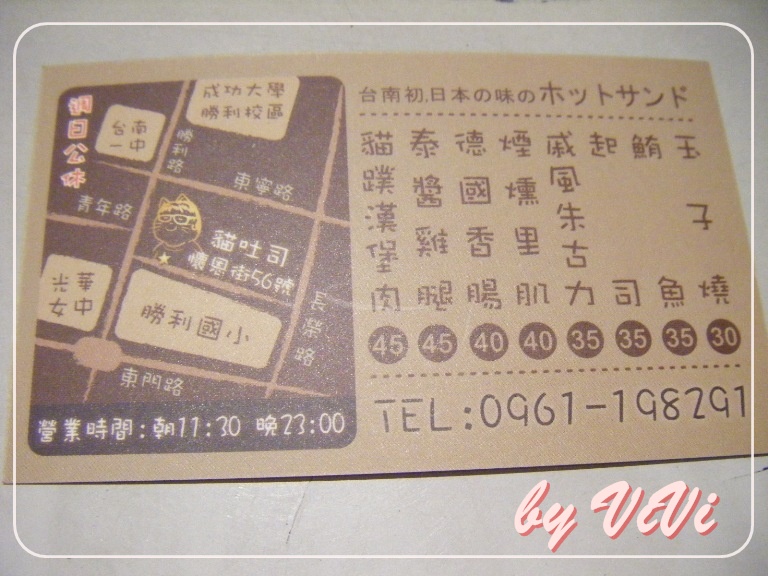 週日公休
成功大學
勝利校區
台南
一中
勝利路
東寧路
青年路
貓吐司
懷恩街56號
光華
女中
勝利國小
長榮路
東門路
營業時間:朝11:30 晚23:00
台南初,日本の味のホットサンド
貓蹼漢堡肉 45
泰醬雞腿 45
德國香腸 40
煙燻里肌 40
戚風朱古力 35
起司 35
鮪魚 35
玉子燒 30
TEL:0961-198291
by ViVi